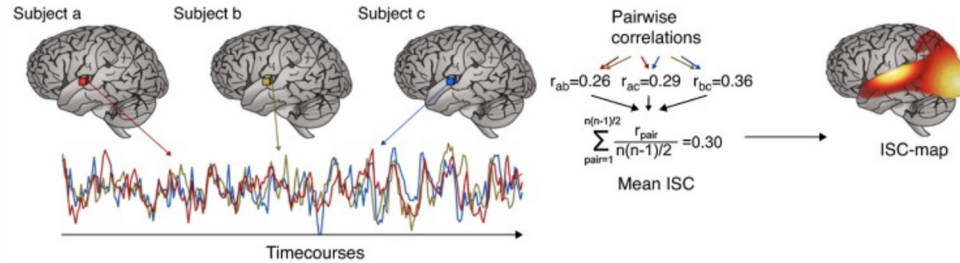 Subject a
Subject b
Subject c
Timecourses
Pairwise
correlations
r_ab=0.26 r_ac=0.29 r_bc=0.36
n(n-1)/2
∑
pair=1
r_pair
n(n-1)/2
=0.30
Mean ISC
ISC-map